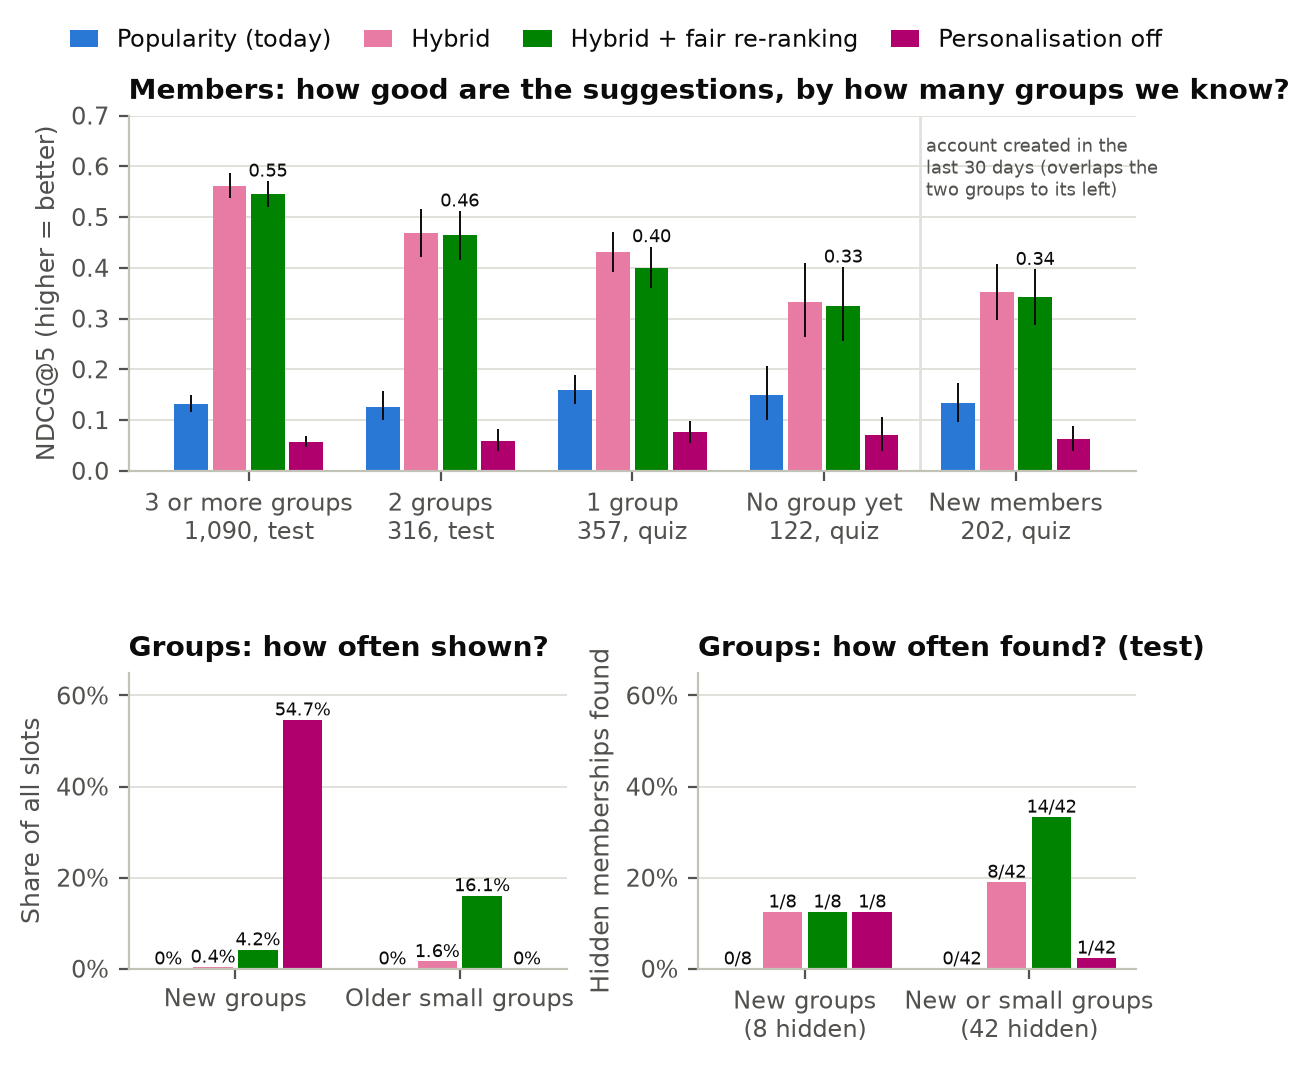 Popularity (today) Hybrid Hybrid + fair re-ranking Personalisation off
Members: how good are the suggestions, by how many groups we know?
NDCG@5 (higher = better)
0.7
0.6
0.5
0.4
0.3
0.2
0.1
0.0
0.55
0.46
0.40
0.33
0.34
account created in the
last 30 days (overlaps the
two groups to its left)
3 or more groups
1,090, test
2 groups
316, test
1 group
357, quiz
No group yet
122, quiz
New members
202, quiz
Groups: how often shown?
Share of all slots
60%
40%
20%
0%
0% 0.4% 4.2% 54.7%
0% 1.6% 16.1% 0%
New groups
Older small groups
Groups: how often found? (test)
Hidden memberships found
60%
40%
20%
0%
0/8 1/8 1/8 1/8
0/42 8/42 14/42 1/42
New groups
(8 hidden)
New or small groups
(42 hidden)